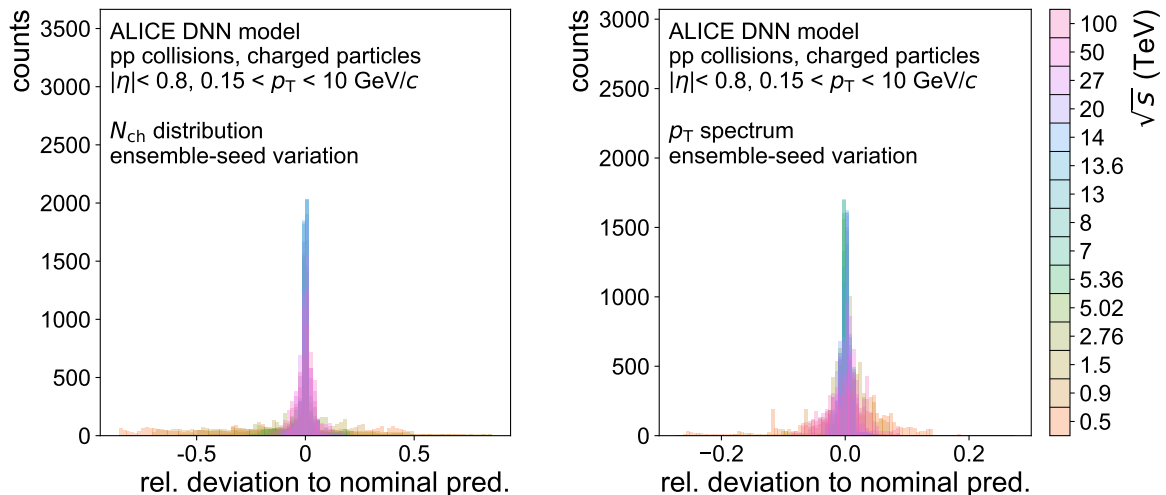 counts
3500
3000
2500
2000
1500
1000
500
0
ALICE DNN model
pp collisions, charged particles
|η|< 0.8, 0.15 < p_T < 10 GeV/c
N_ch distribution
ensemble-seed variation
-0.5
0
0.5
rel. deviation to nominal pred.
counts
3000
2500
2000
1500
1000
500
0
ALICE DNN model
pp collisions, charged particles
|η|< 0.8, 0.15 < p_T < 10 GeV/c
p_T spectrum
ensemble-seed variation
−0.2
0.0
0.2
rel. deviation to nominal pred.
100
50
27
20
14
13.6
13
8
7
5.36
5.02
2.76
1.5
0.9
0.5
√s (TeV)